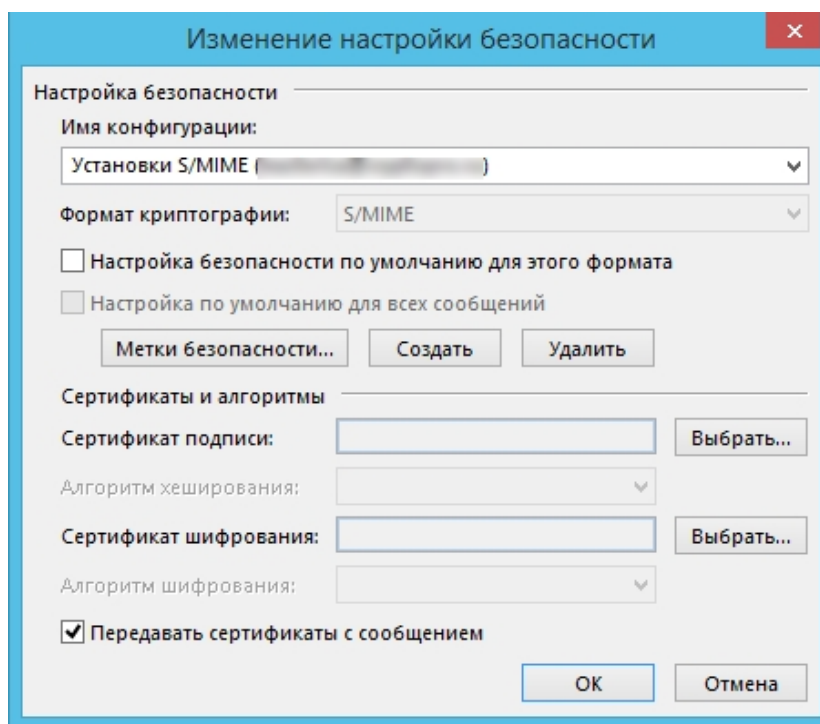 Изменение настройки безопасности
Настройка безопасности
Имя конфигурации:
Установки S/MIME ( )
Формат криптографии: S/MIME
Настройка безопасности по умолчанию для этого формата
Настройка по умолчанию для всех сообщений
Метки безопасности... Создать Удалить
Сертификаты и алгоритмы
Сертификат подписи: Выбрать...
Алгоритм хеширования:
Сертификат шифрования: Выбрать...
Алгоритм шифрования:
Передавать сертификаты с сообщением
ОК Отмена